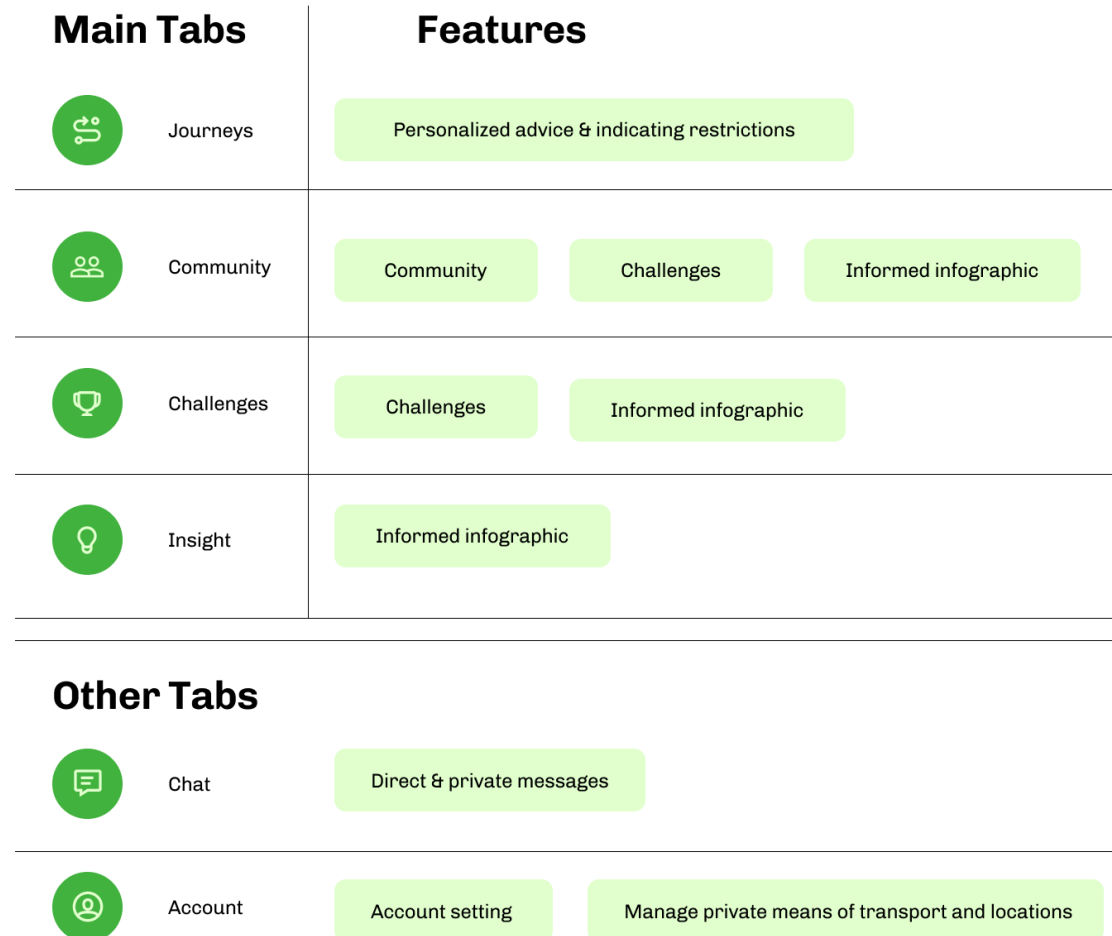 Main Tabs Features
Journeys Personalized advice & indicating restrictions
Community Community Challenges Informed infographic
Challenges Challenges Informed infographic
Insight Informed infographic
Other Tabs
Chat Direct & private messages
Account Account setting Manage private means of transport and locations